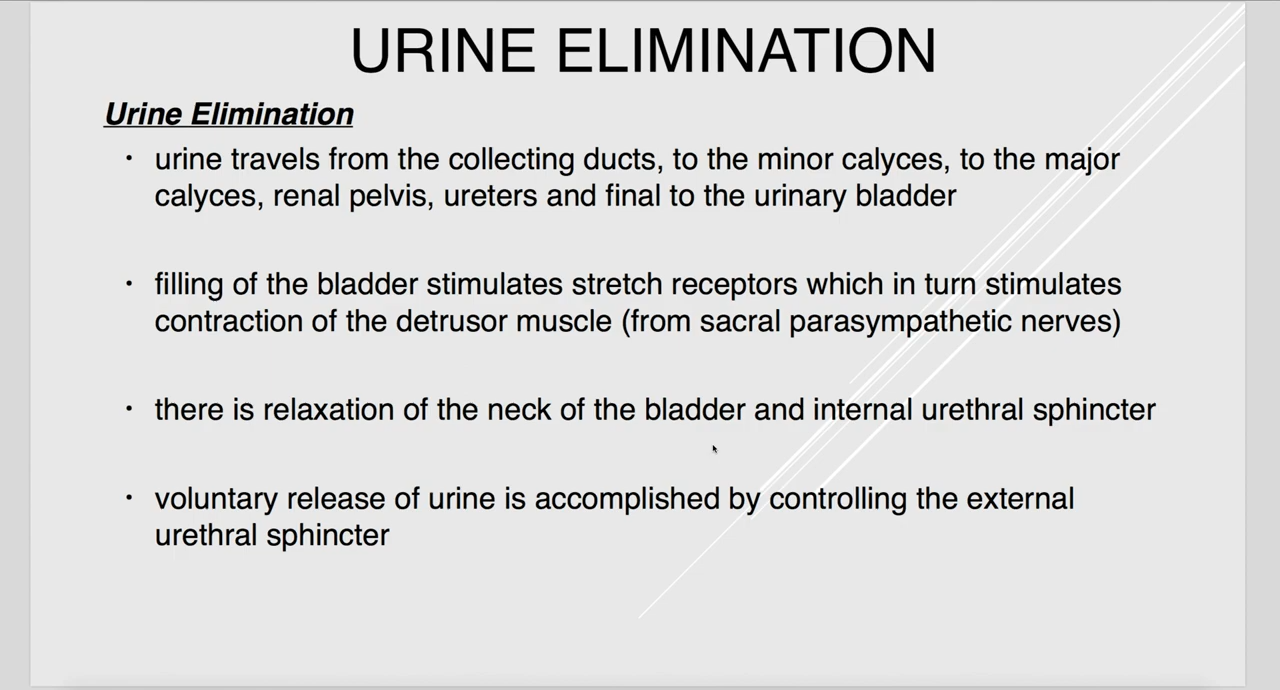 URINE ELIMINATION
Urine Elimination
• urine travels from the collecting ducts, to the minor calyces, to the major
calyces, renal pelvis, ureters and final to the urinary bladder
• filling of the bladder stimulates stretch receptors which in turn stimulates
contraction of the detrusor muscle (from sacral parasympathetic nerves)
• there is relaxation of the neck of the bladder and internal urethral sphincter
• voluntary release of urine is accomplished by controlling the external
urethral sphincter